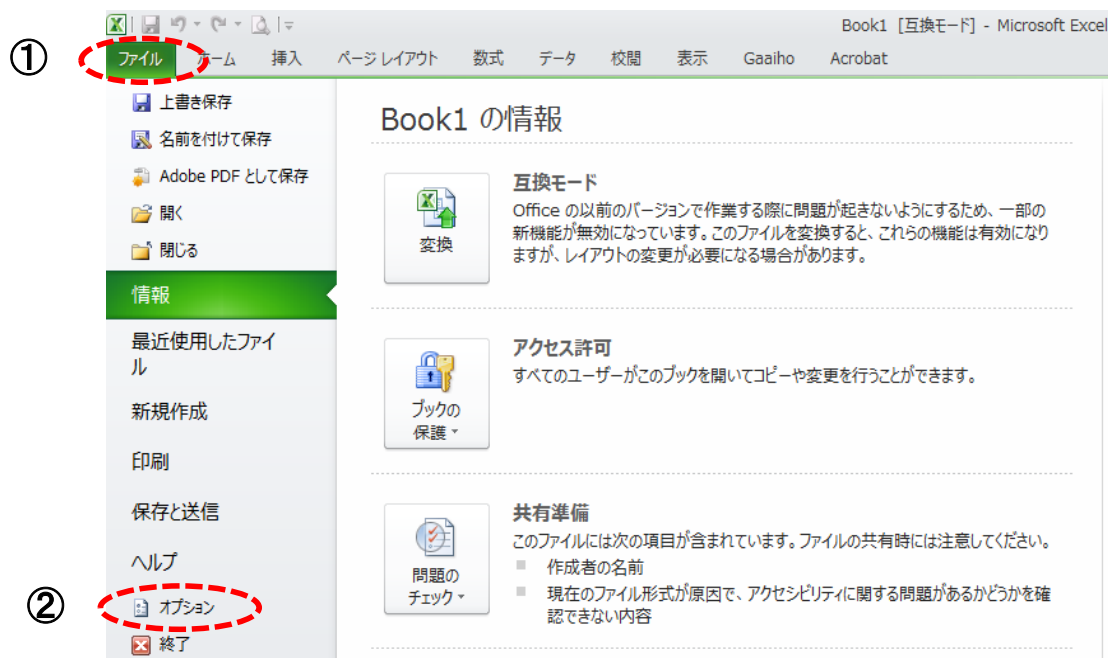 Book1 [互換モード] - Microsoft Excel
①
ファイル ホーム 挿入 ページ レイアウト 数式 データ 校閲 表示 Gaaiho Acrobat
上書き保存
名前を付けて保存
Adobe PDF として保存
開く
閉じる
情報
最近使用したファイ
ル
新規作成
印刷
保存と送信
ヘルプ
②
オプション
終了
Book1 の情報
変換
互換モード
Office の以前のバージョンで作業する際に問題が起きないようにするため、一部の
新機能が無効になっています。このファイルを変換すると、これらの機能は有効になり
ますが、レイアウトの変更が必要になる場合があります。
ブックの
保護
アクセス許可
すべてのユーザーがこのブックを開いてコピーや変更を行うことができます。
問題の
チェック
共有準備
このファイルには次の項目が含まれています。ファイルの共有時には注意してください。
作成者の名前
現在のファイル形式が原因で、アクセシビリティに関する問題があるかどうかを確
認できない内容